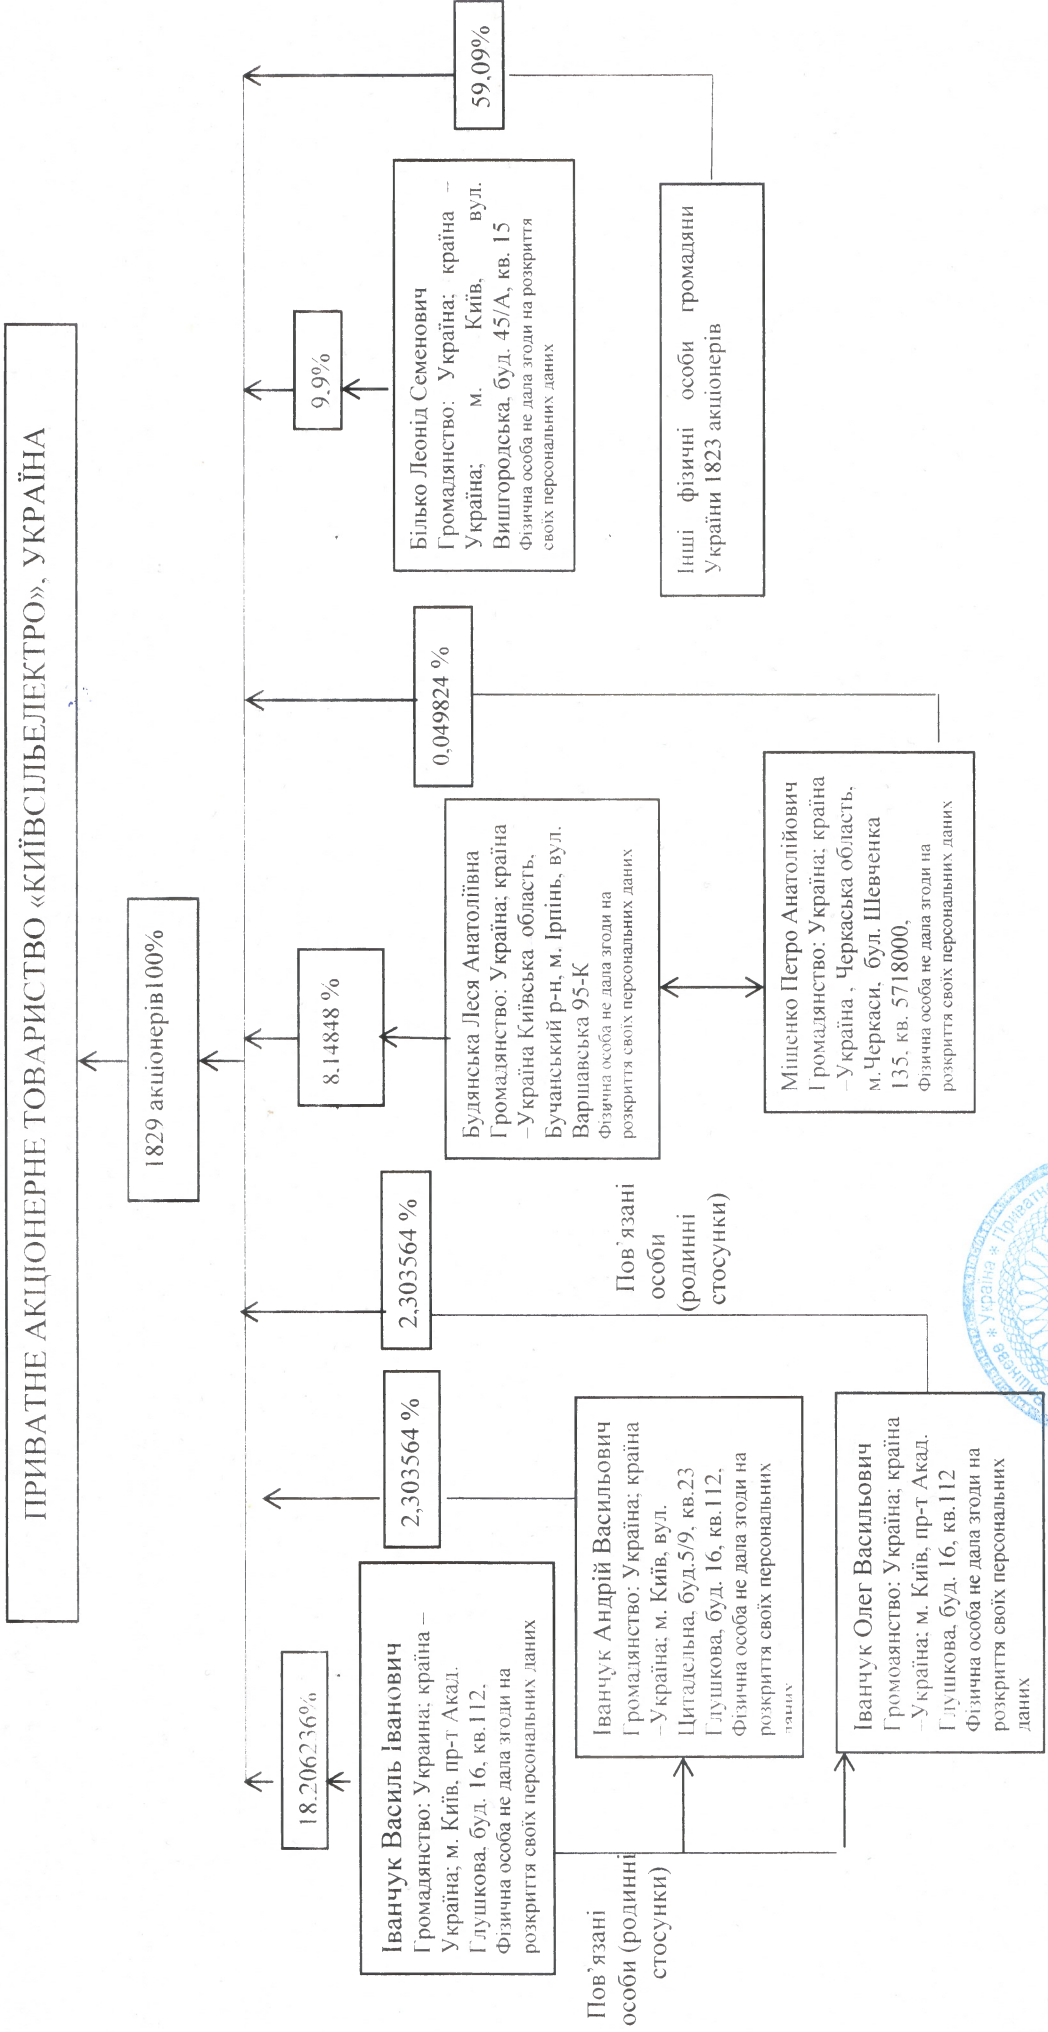 ПРИВАТНЕ АКЦІОНЕРНЕ ТОВАРИСТВО «КИЇВСІЛЬЕЛЕКТРО», УКРАЇНА
1829 акціонерів100%
18.206236%
2,303564 %
2,303564 %
8.14848 %
0,049824 %
9.9%
59.09%
Іванчук Василь Іванович
Громадянство: Украина; країна –
Україна; м. Київ, пр-т Акад.
Глушкова, буд. 16, кв.112.
Фізична особа не дала згоди на
розкриття своїх персональних даних
Пов’язані
особи (родинні
стосунки)
Іванчук Андрій Васильович
Громадянство: Україна; країна
–Україна; м. Київ, вул.
Цитадельна, буд.5/9, кв.23
Глушкова, буд. 16, кв.112.
Фізична особа не дала згоди на
розкриття своїх персональних
даних
Іванчук Олег Васильович
Громоаянство: Україна; країна
–Україна; м. Київ, пр-т Акад.
Глушкова, буд. 16, кв.112
Фізична особа не дала згоди на
розкриття своїх персональних
даних
Пов’язані
особи
(родинні
стосунки)
Будянська Леся Анатоліївна
Громадянство: Україна; країна
–Україна Київська область,
Бучанський р-н, м. Ірпінь, вул.
Варшавська 95-К
Фізична особа не дала згоди на
розкриття своїх персональних даних
Міщенко Петро Анатолійович
Громадянство: Україна; країна
–Україна , Черкаська область,
м.Черкаси, бул. Шевченка
135. кв. 5718000,
Фізична особа не дала згоди на
розкриття своїх персональних даних
Білько Леонід Семенович
Громадянство: Україна; країна –
Україна; м. Київ, вул.
Вишгородська, буд. 45/А, кв. 15
Фізична особа не дала згоди на розкриття
своїх персональних даних
Інші фізичні особи громадяни
України 1823 акціонерів
* Україна * Приватне